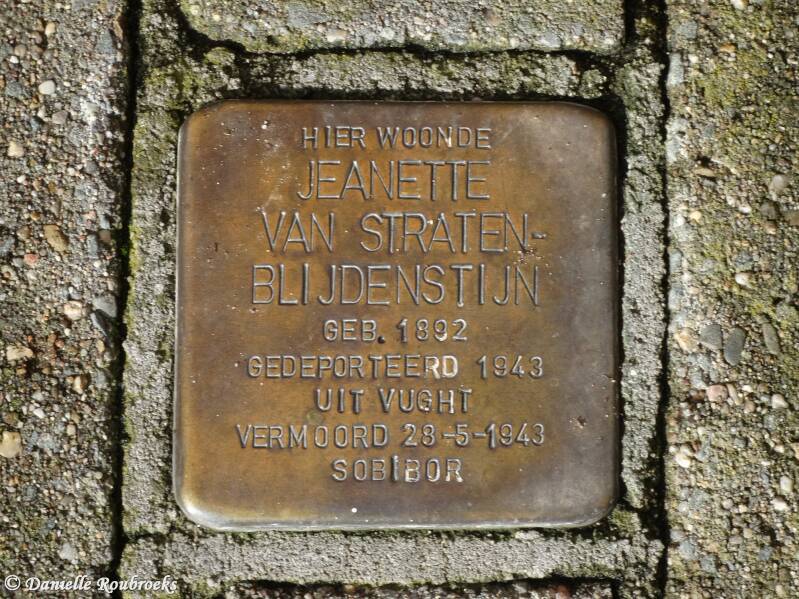 HIER WOONDE
JEANETTE
VAN STRATEN-
BLIJDENSTIJN
GEB. 1892
GEDEPORTEERD 1943
UIT VUGHT
VERMOORD 28-5-1943
SOBIBOR
© Danielle Roubroeks